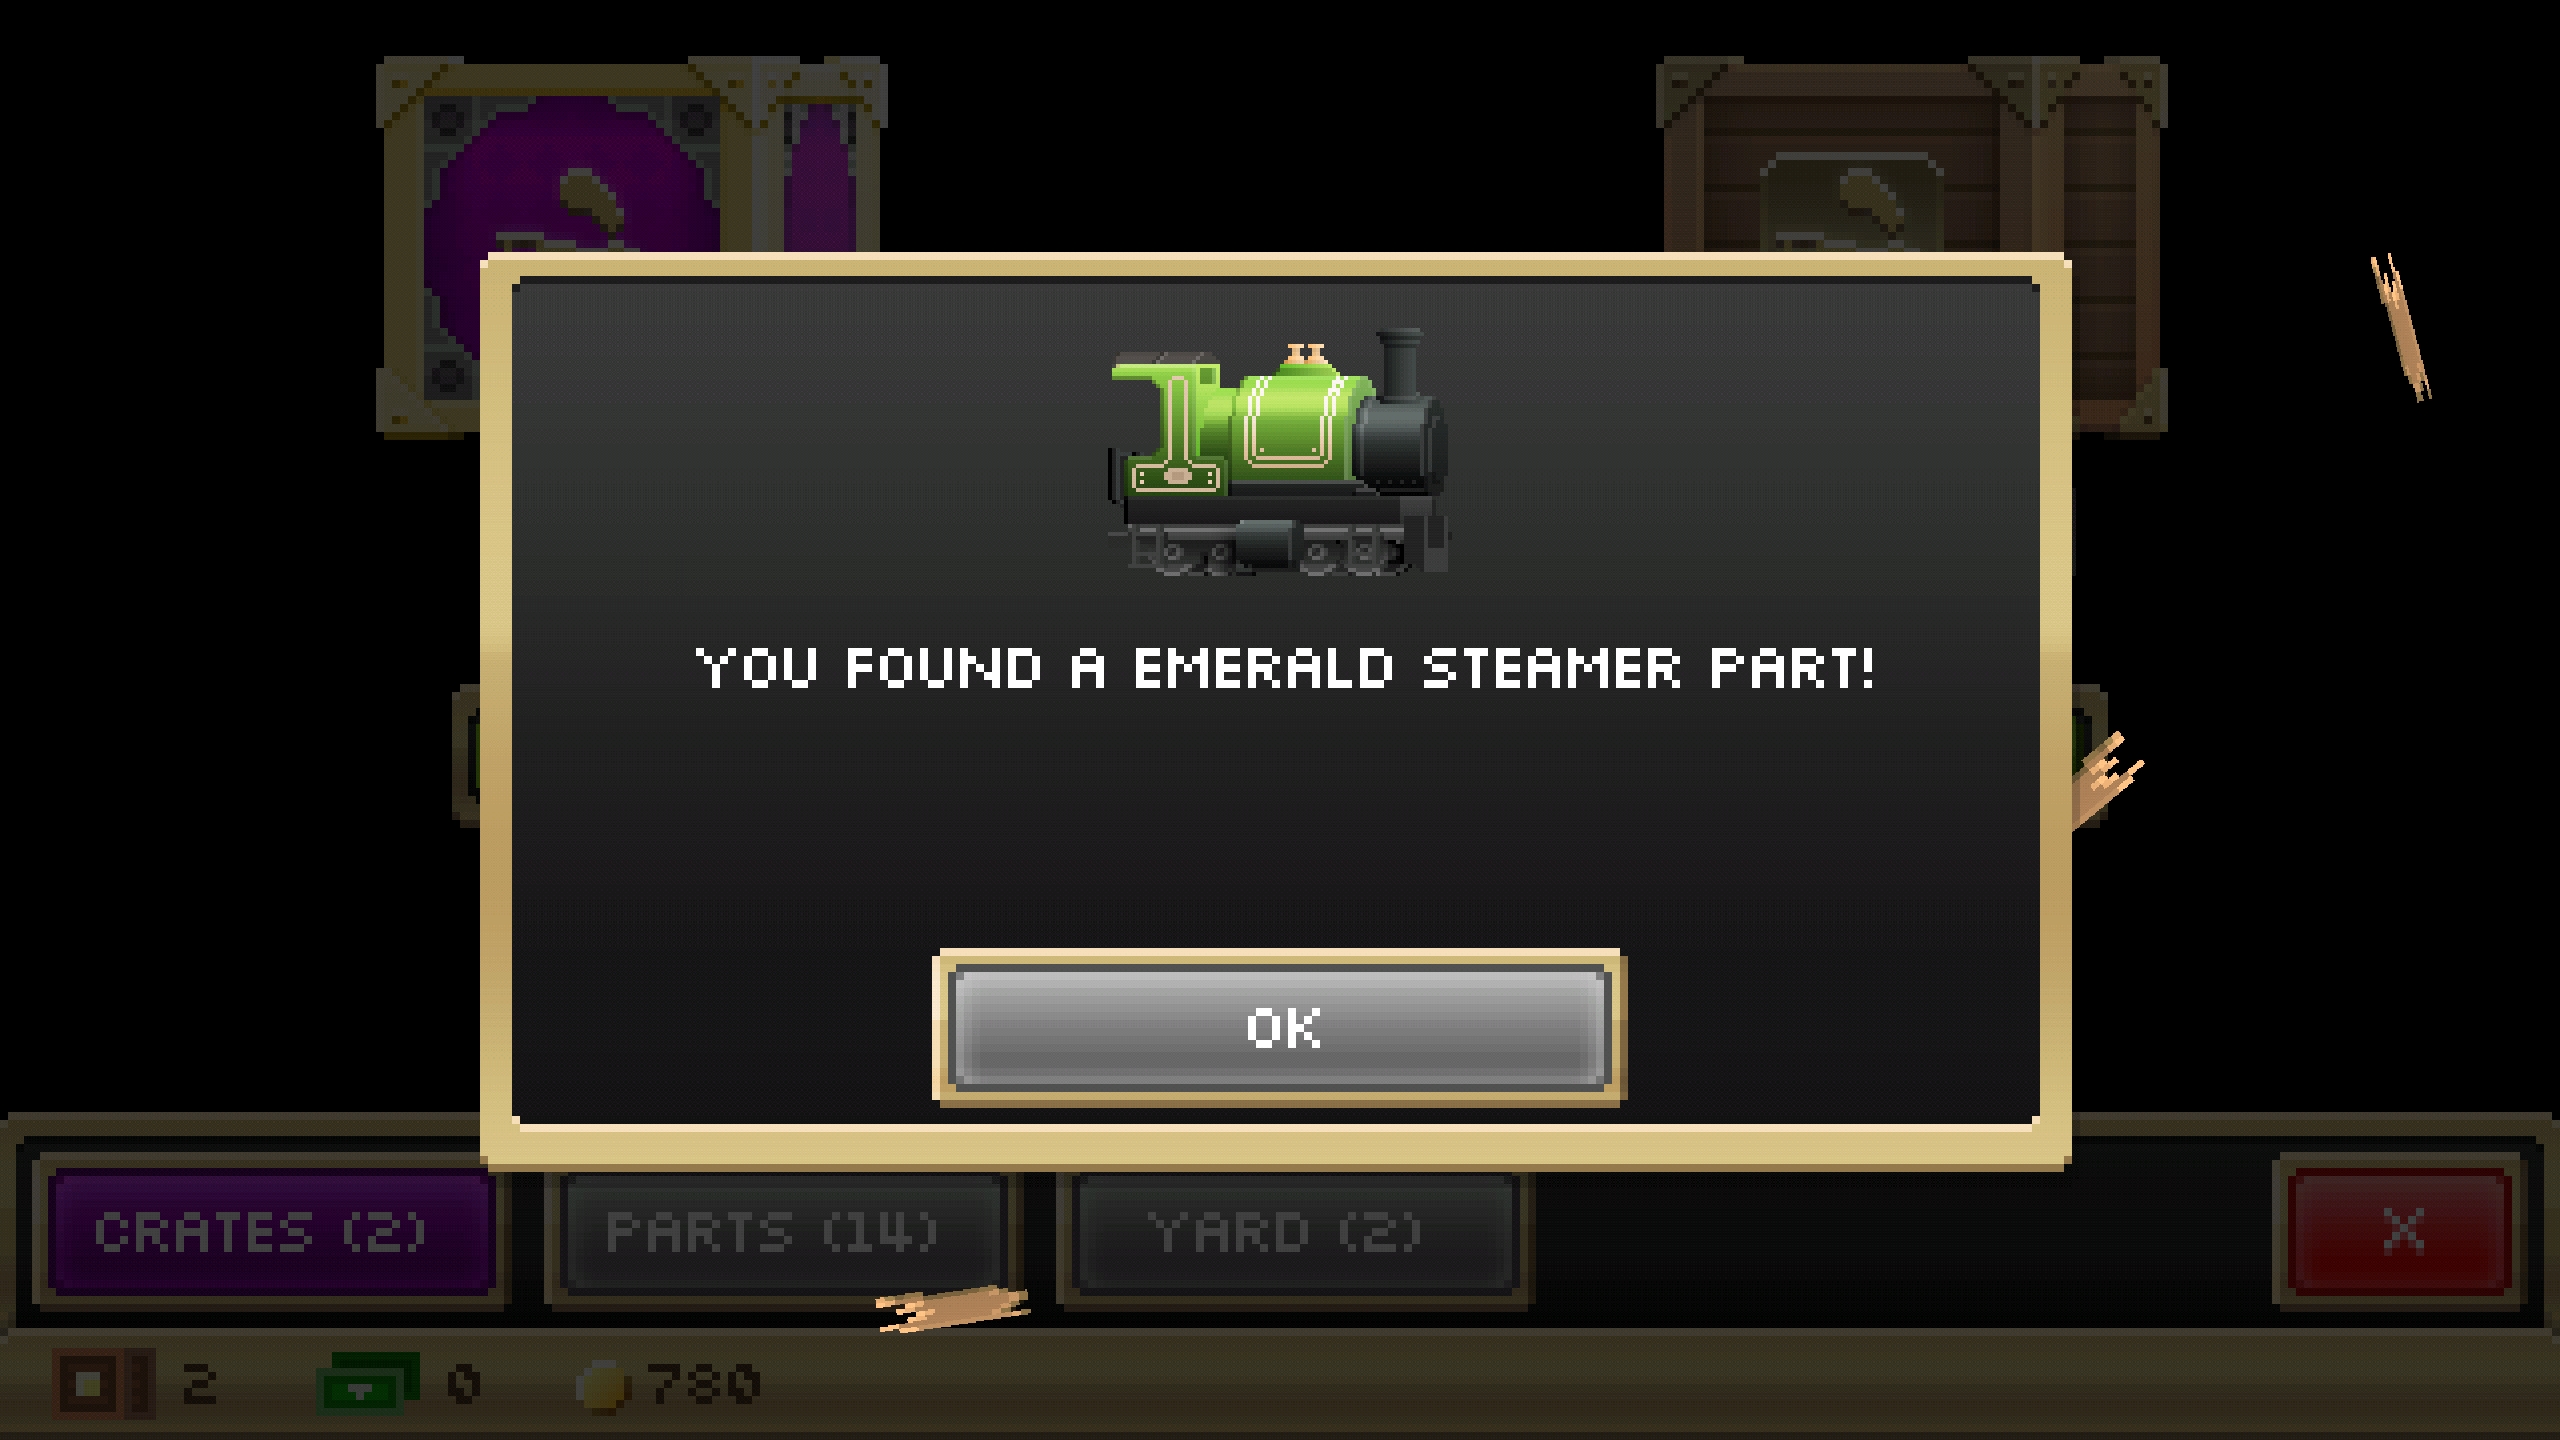 YOU FOUND A EMERALD STEAMER PART!
OK
CRATES (2) PARTS (14) YARD (2) X
2 0 780